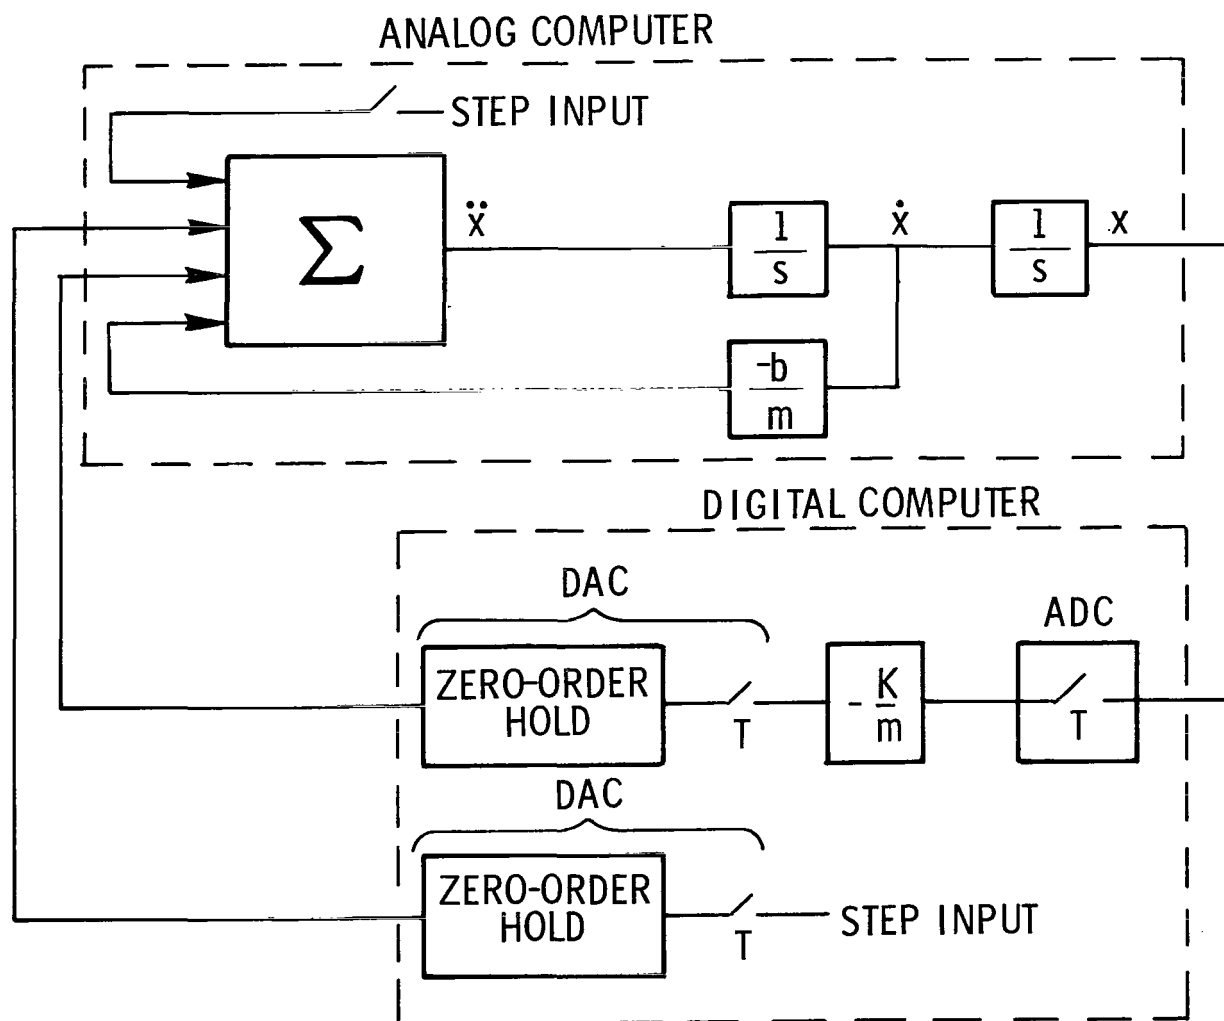 ANALOG COMPUTER
STEP INPUT
Σ
ẍ
1
s
ẋ
1
s
x
-b
m
DIGITAL COMPUTER
DAC
ADC
ZERO-ORDER
HOLD
T
- K
m
T
DAC
ZERO-ORDER
HOLD
T
STEP INPUT